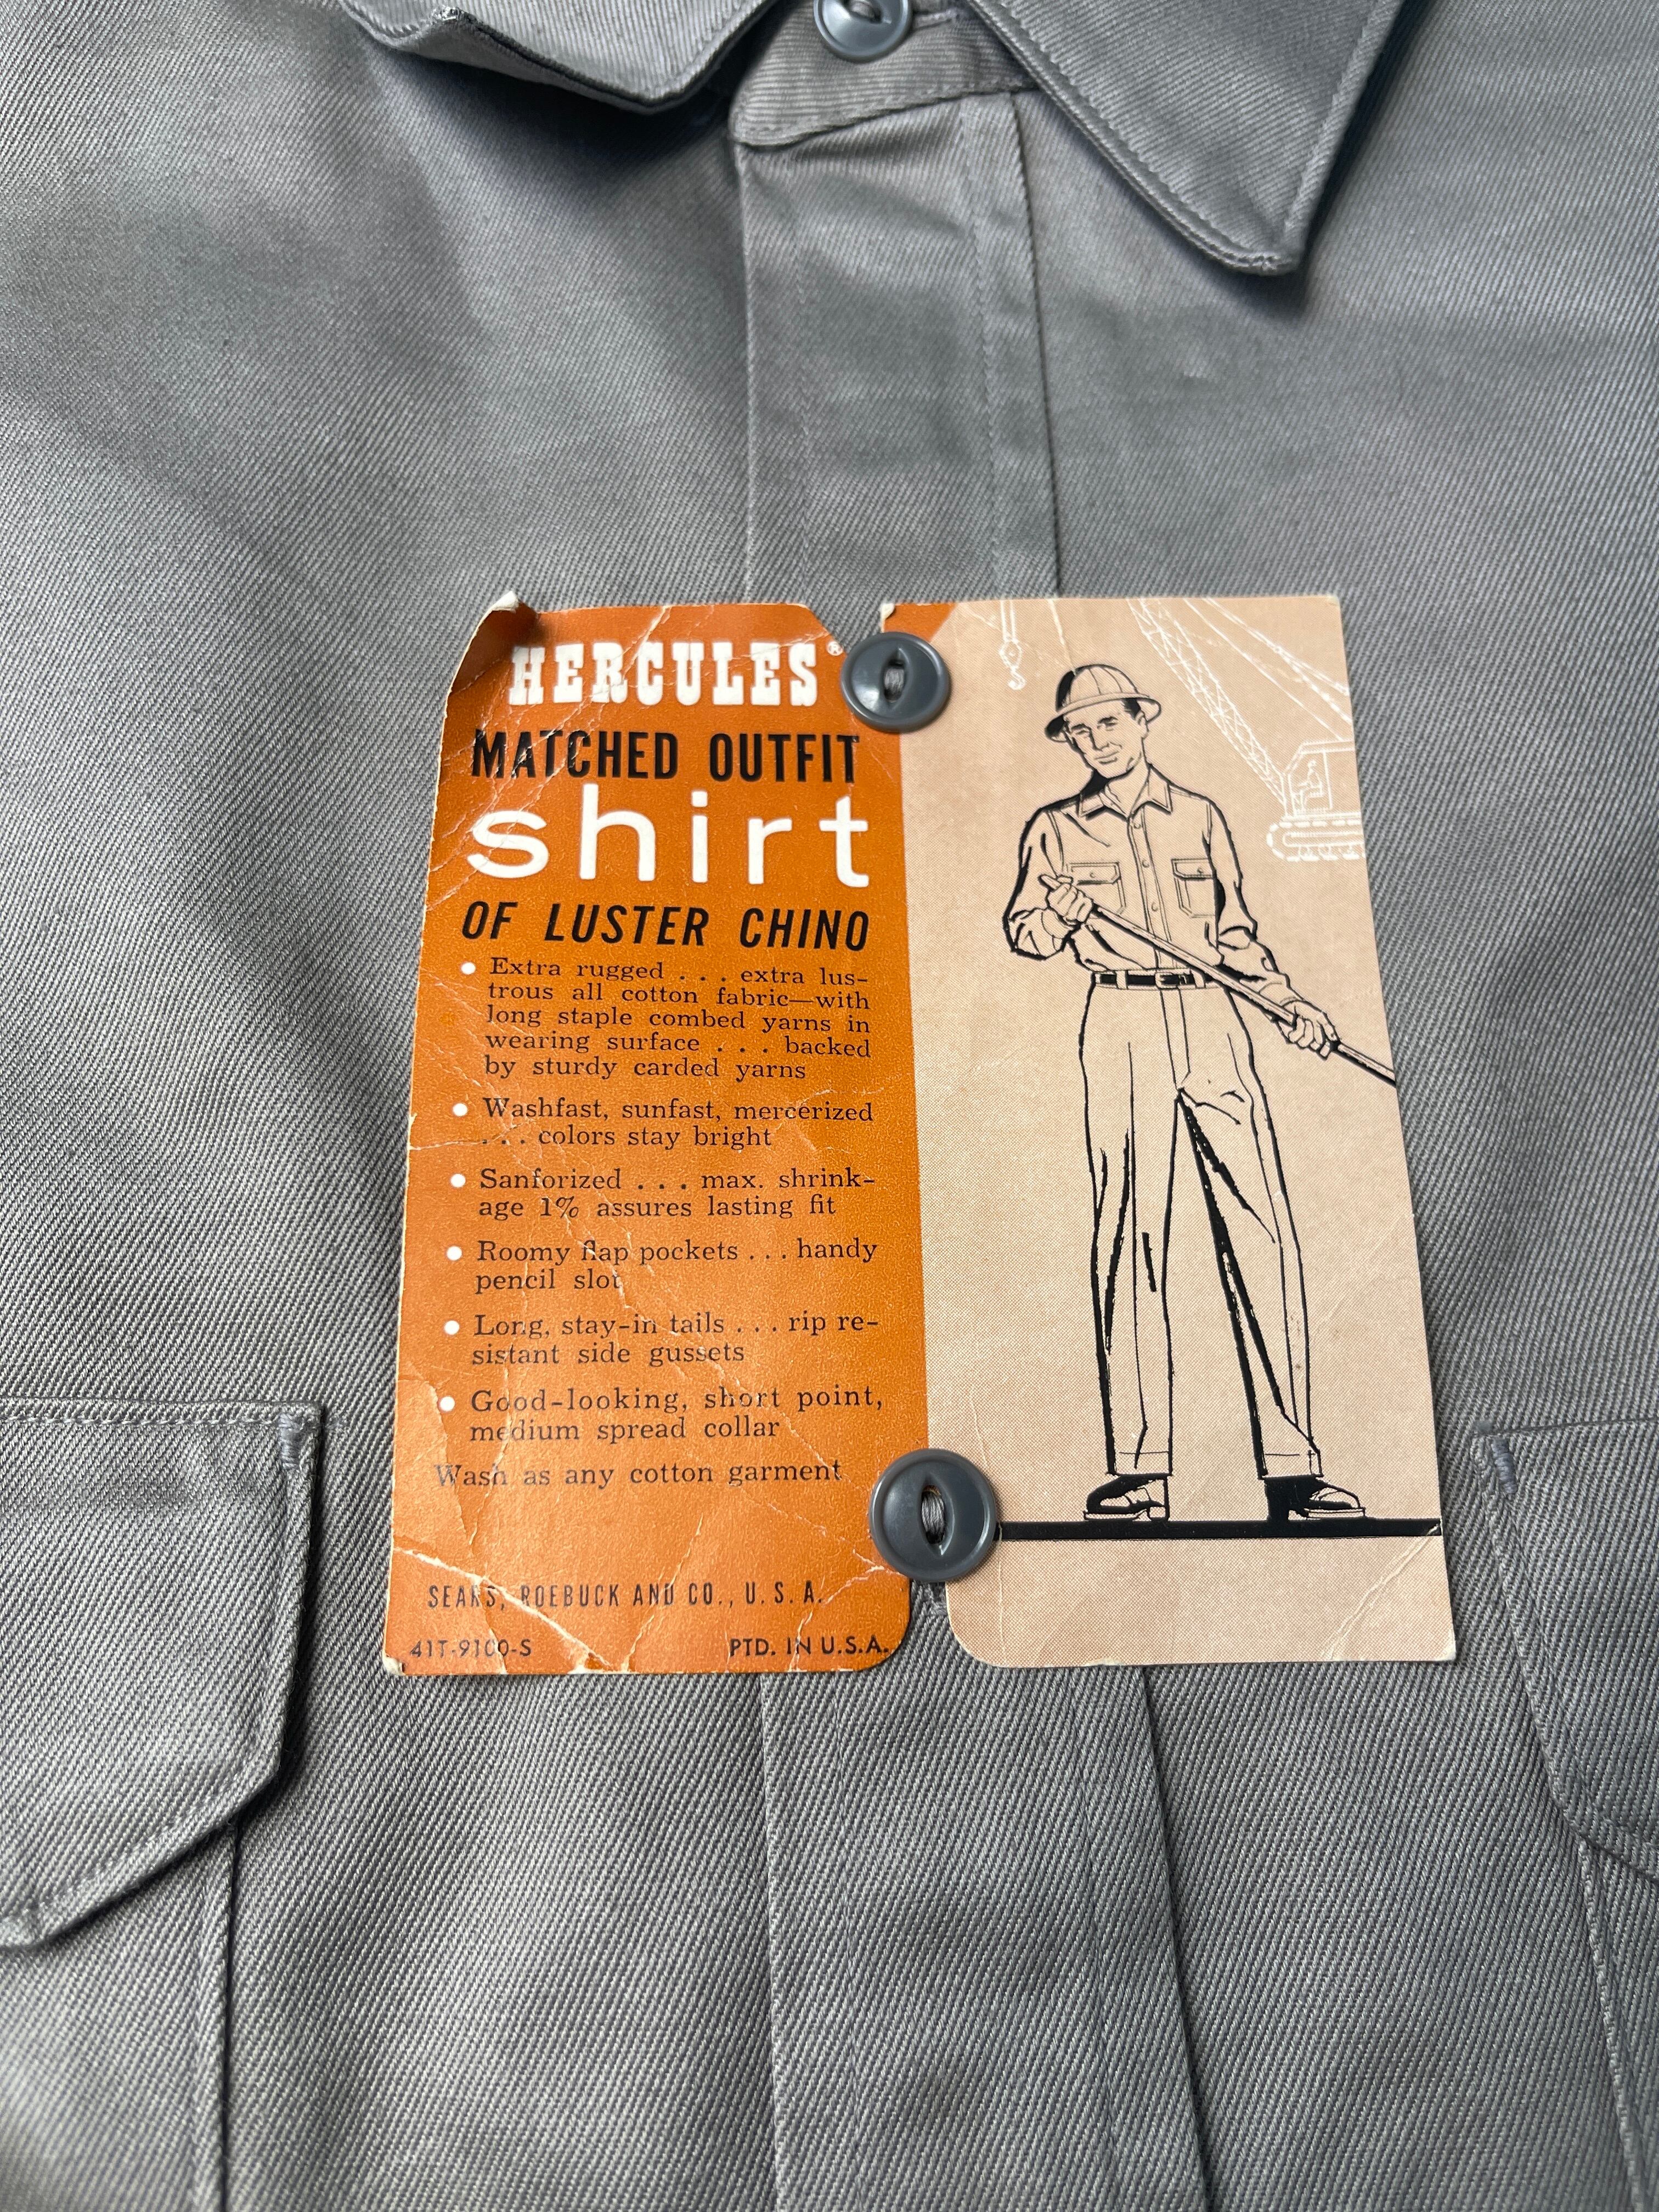 HERCULES®
MATCHED OUTFIT
shirt
OF LUSTER CHINO
• Extra rugged . . . extra lus-
trous all cotton fabric—with
long staple combed yarns in
wearing surface . . . backed
by sturdy carded yarns
• Washfast, sunfast, mercerized
. . . colors stay bright
• Sanforized . . . max. shrink-
age 1% assures lasting fit
• Roomy flap pockets . . . handy
pencil slot
• Long, stay-in tails . . . rip re-
sistant side gussets
• Good-looking, short point,
medium spread collar
Wash as any cotton garment
SEARS, ROEBUCK AND CO., U. S. A.
41T-9100-S PTD. IN U.S.A.